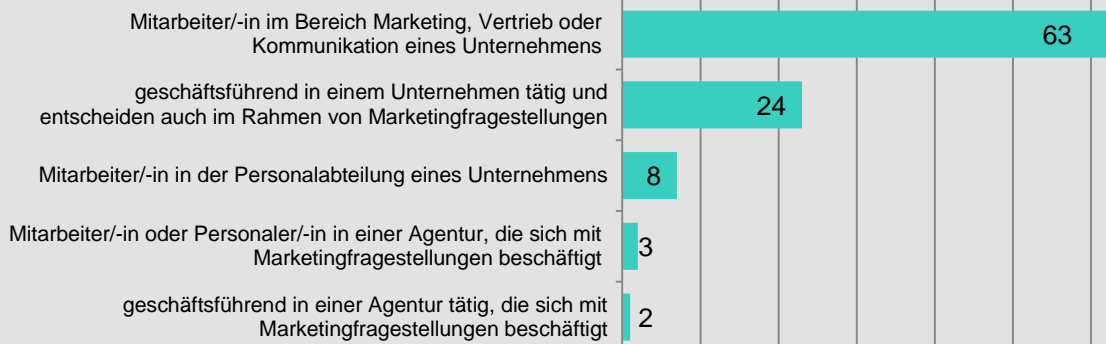 Mitarbeiter/-in im Bereich Marketing, Vertrieb oder
Kommunikation eines Unternehmens
63
geschäftsführend in einem Unternehmen tätig und
entscheiden auch im Rahmen von Marketingfragestellungen
24
Mitarbeiter/-in in der Personalabteilung eines Unternehmens
8
Mitarbeiter/-in oder Personaler/-in in einer Agentur, die sich mit
Marketingfragestellungen beschäftigt
3
geschäftsführend in einer Agentur tätig, die sich mit
Marketingfragestellungen beschäftigt
2